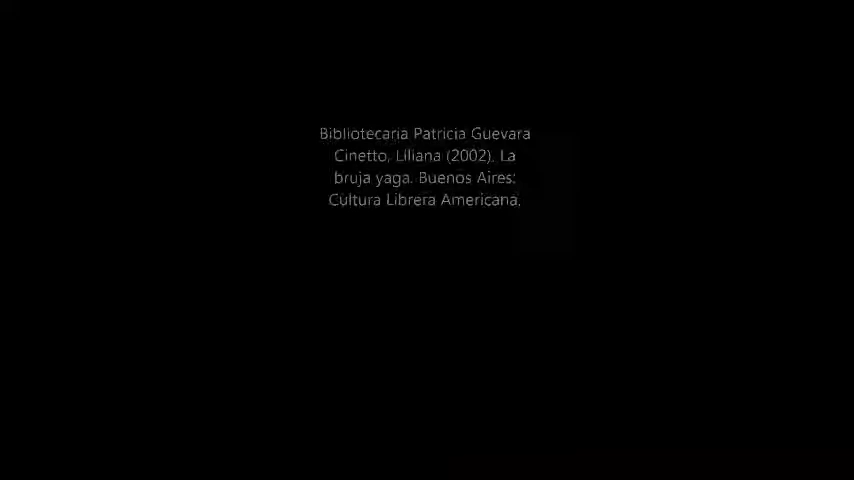 Bibliotecaria Patricia Guevara
Cinetto, Liliana (2002). La
bruja yaga. Buenos Aires:
Cultura Librera Americana.